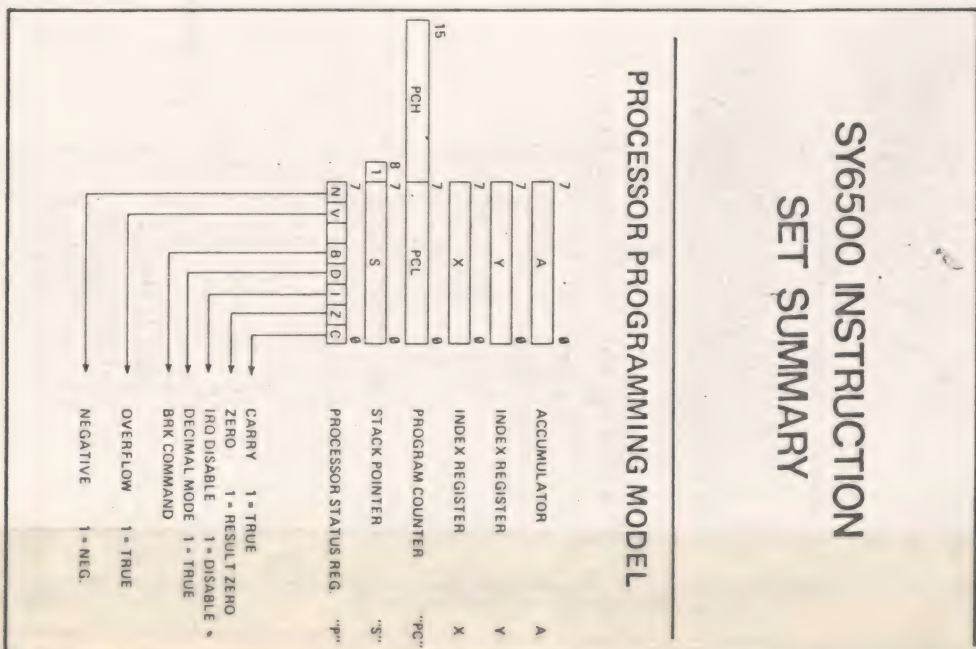 SY6500 INSTRUCTION
SET SUMMARY
PROCESSOR PROGRAMMING MODEL
7 0
A ACCUMULATOR A
7 0
Y INDEX REGISTER Y
7 0
X INDEX REGISTER X
15 7 0
PCH PCL PROGRAM COUNTER "PC"
8 7 0
1 S STACK POINTER "S"
7 0
N V B D I Z C PROCESSOR STATUS REG. "P"
CARRY 1 = TRUE
ZERO 1 = RESULT ZERO
IRQ DISABLE 1 = DISABLE
DECIMAL MODE 1 = TRUE
BRK COMMAND
OVERFLOW 1 = TRUE
NEGATIVE 1 = NEG.